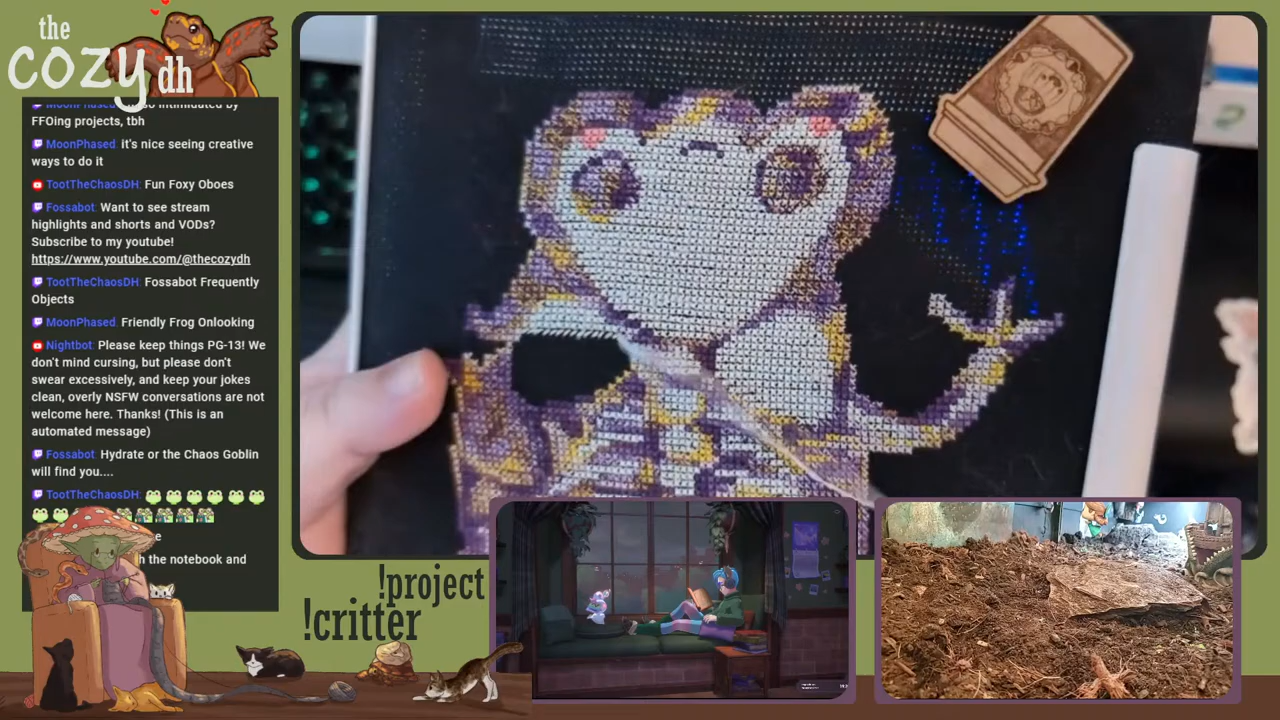 the
cozy dh
FFOing projects, tbh
MoonPhased: it's nice seeing creative
ways to do it
TootTheChaosDH: Fun Foxy Oboes
Fossabot: Want to see stream
highlights and shorts and VODs?
Subscribe to my youtube!
https://www.youtube.com/@thecozydh
TootTheChaosDH: Fossabot Frequently
Objects
MoonPhased: Friendly Frog Onlooking
Nightbot: Please keep things PG-13! We
don't mind cursing, but please don't
swear excessively, and keep your jokes
clean, overly NSFW conversations are not
welcome here. Thanks! (This is an
automated message)
Fossabot: Hydrate or the Chaos Goblin
will find you....
TootTheChaosDH:
the notebook and
!project
!critter